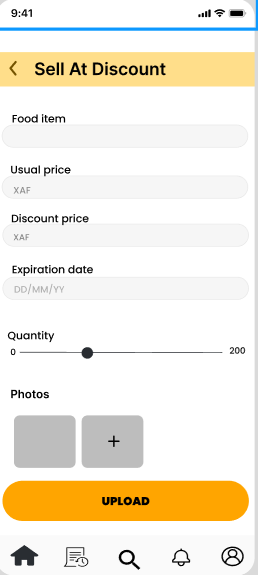 9:41
Sell At Discount
Food item
Usual price
XAF
Discount price
XAF
Expiration date
DD/MM/YY
Quantity
0 200
Photos
+
UPLOAD